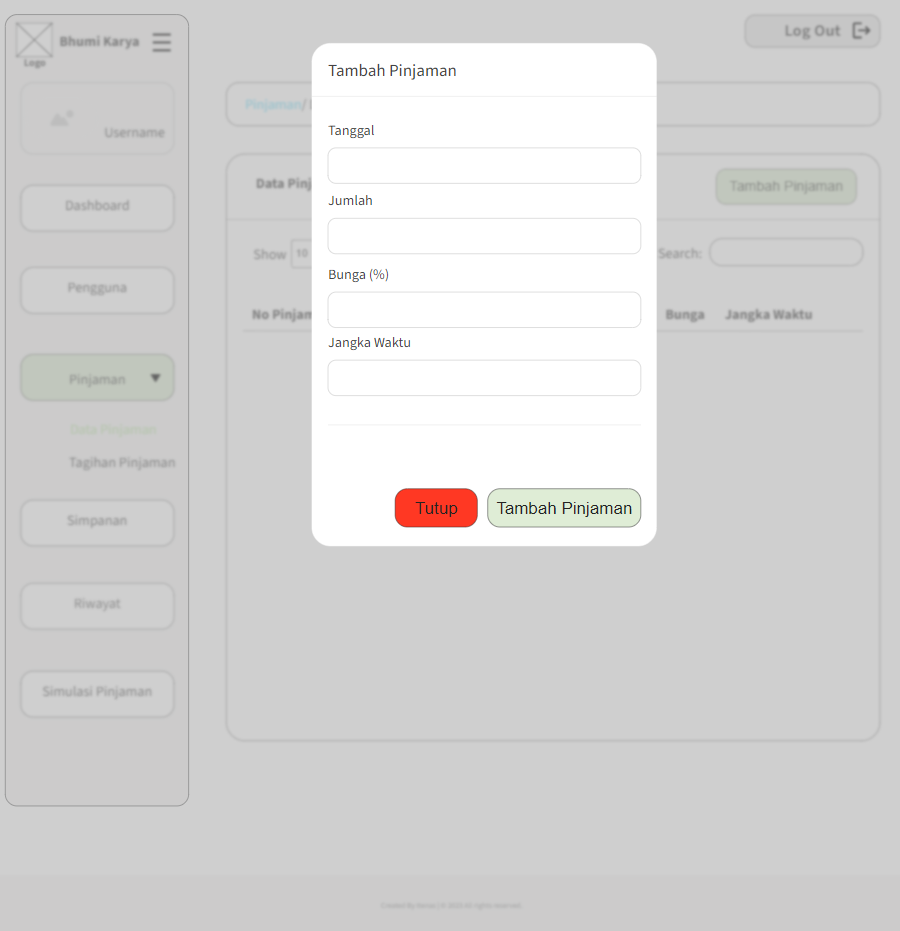 Bhumi Karya
Logo
Log Out
Username
Pinjaman/
Dashboard
Data Pinj
Tambah Pinjaman
Show 10
Search:
Pengguna
No Pinjam
Bunga
Jangka Waktu
Pinjaman
Data Pinjaman
Tagihan Pinjaman
Simpanan
Riwayat
Simulasi Pinjaman
Tambah Pinjaman
Tanggal
Jumlah
Bunga (%)
Jangka Waktu
Tutup
Tambah Pinjaman